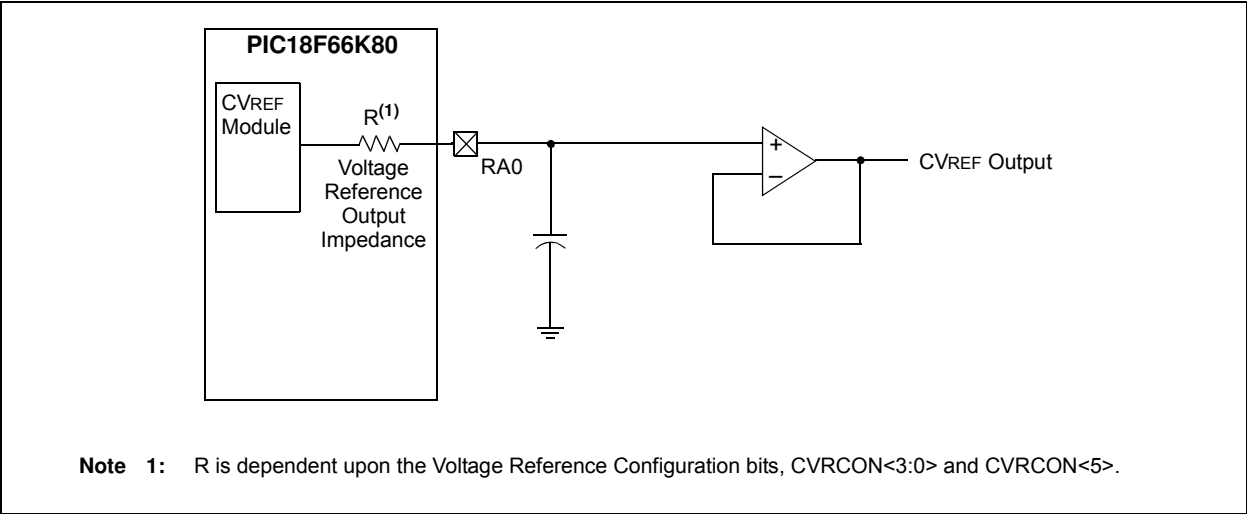 PIC18F66K80
CVREF
Module
R(1)
Voltage
Reference
Output
Impedance
RA0
+
–
CVREF Output
Note 1: R is dependent upon the Voltage Reference Configuration bits, CVRCON<3:0> and CVRCON<5>.